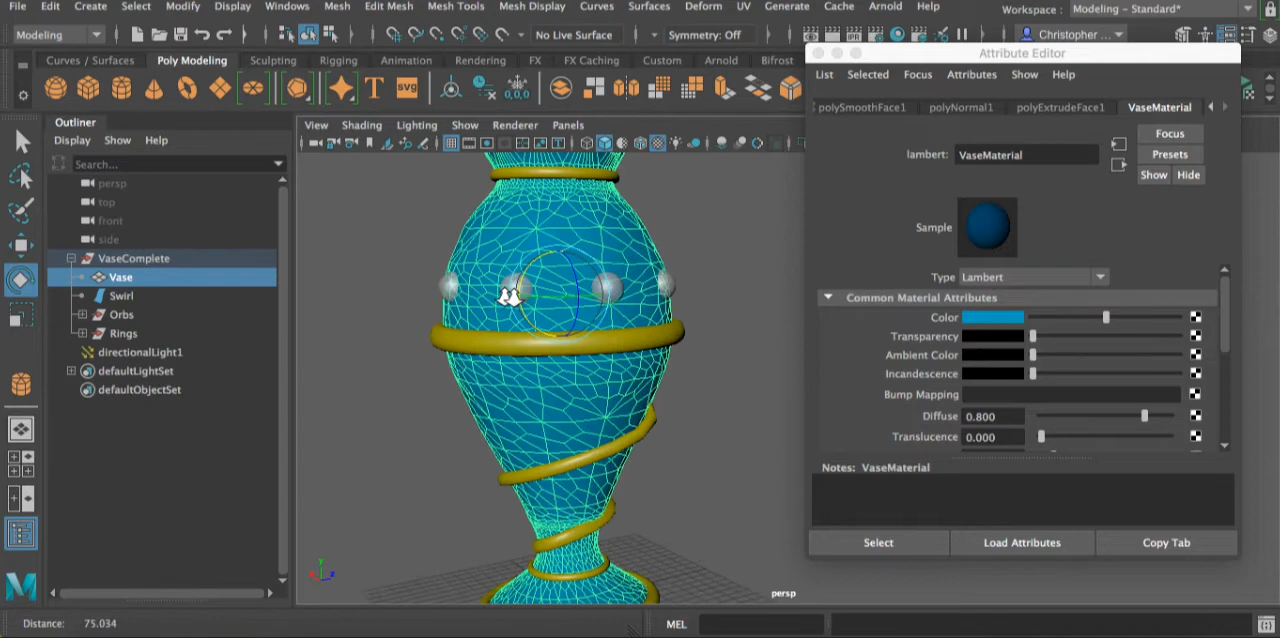 File Edit Create Select Modify Display Windows Mesh Edit Mesh Mesh Tools Mesh Display Curves Surfaces Deform UV Generate Cache Arnold Help
Workspace : Modeling - Standard*
Modeling No Live Surface Symmetry: Off Christopher ...
Curves / Surfaces Poly Modeling Sculpting Rigging Animation Rendering FX FX Caching Custom Arnold Bifrost
T SVG 0,0,0
Outliner
Display Show Help
Search...
persp
top
front
side
VaseComplete
Vase
Swirl
Orbs
Rings
directionalLight1
defaultLightSet
defaultObjectSet
View Shading Lighting Show Renderer Panels
persp
Attribute Editor
List Selected Focus Attributes Show Help
polySmoothFace1 polyNormal1 polyExtrudeFace1 VaseMaterial
lambert: VaseMaterial
Focus
Presets
Show Hide
Sample
Type Lambert
Common Material Attributes
Color
Transparency
Ambient Color
Incandescence
Bump Mapping
Diffuse 0.800
Translucence 0.000
Notes: VaseMaterial
Select Load Attributes Copy Tab
Distance: 75.034
MEL